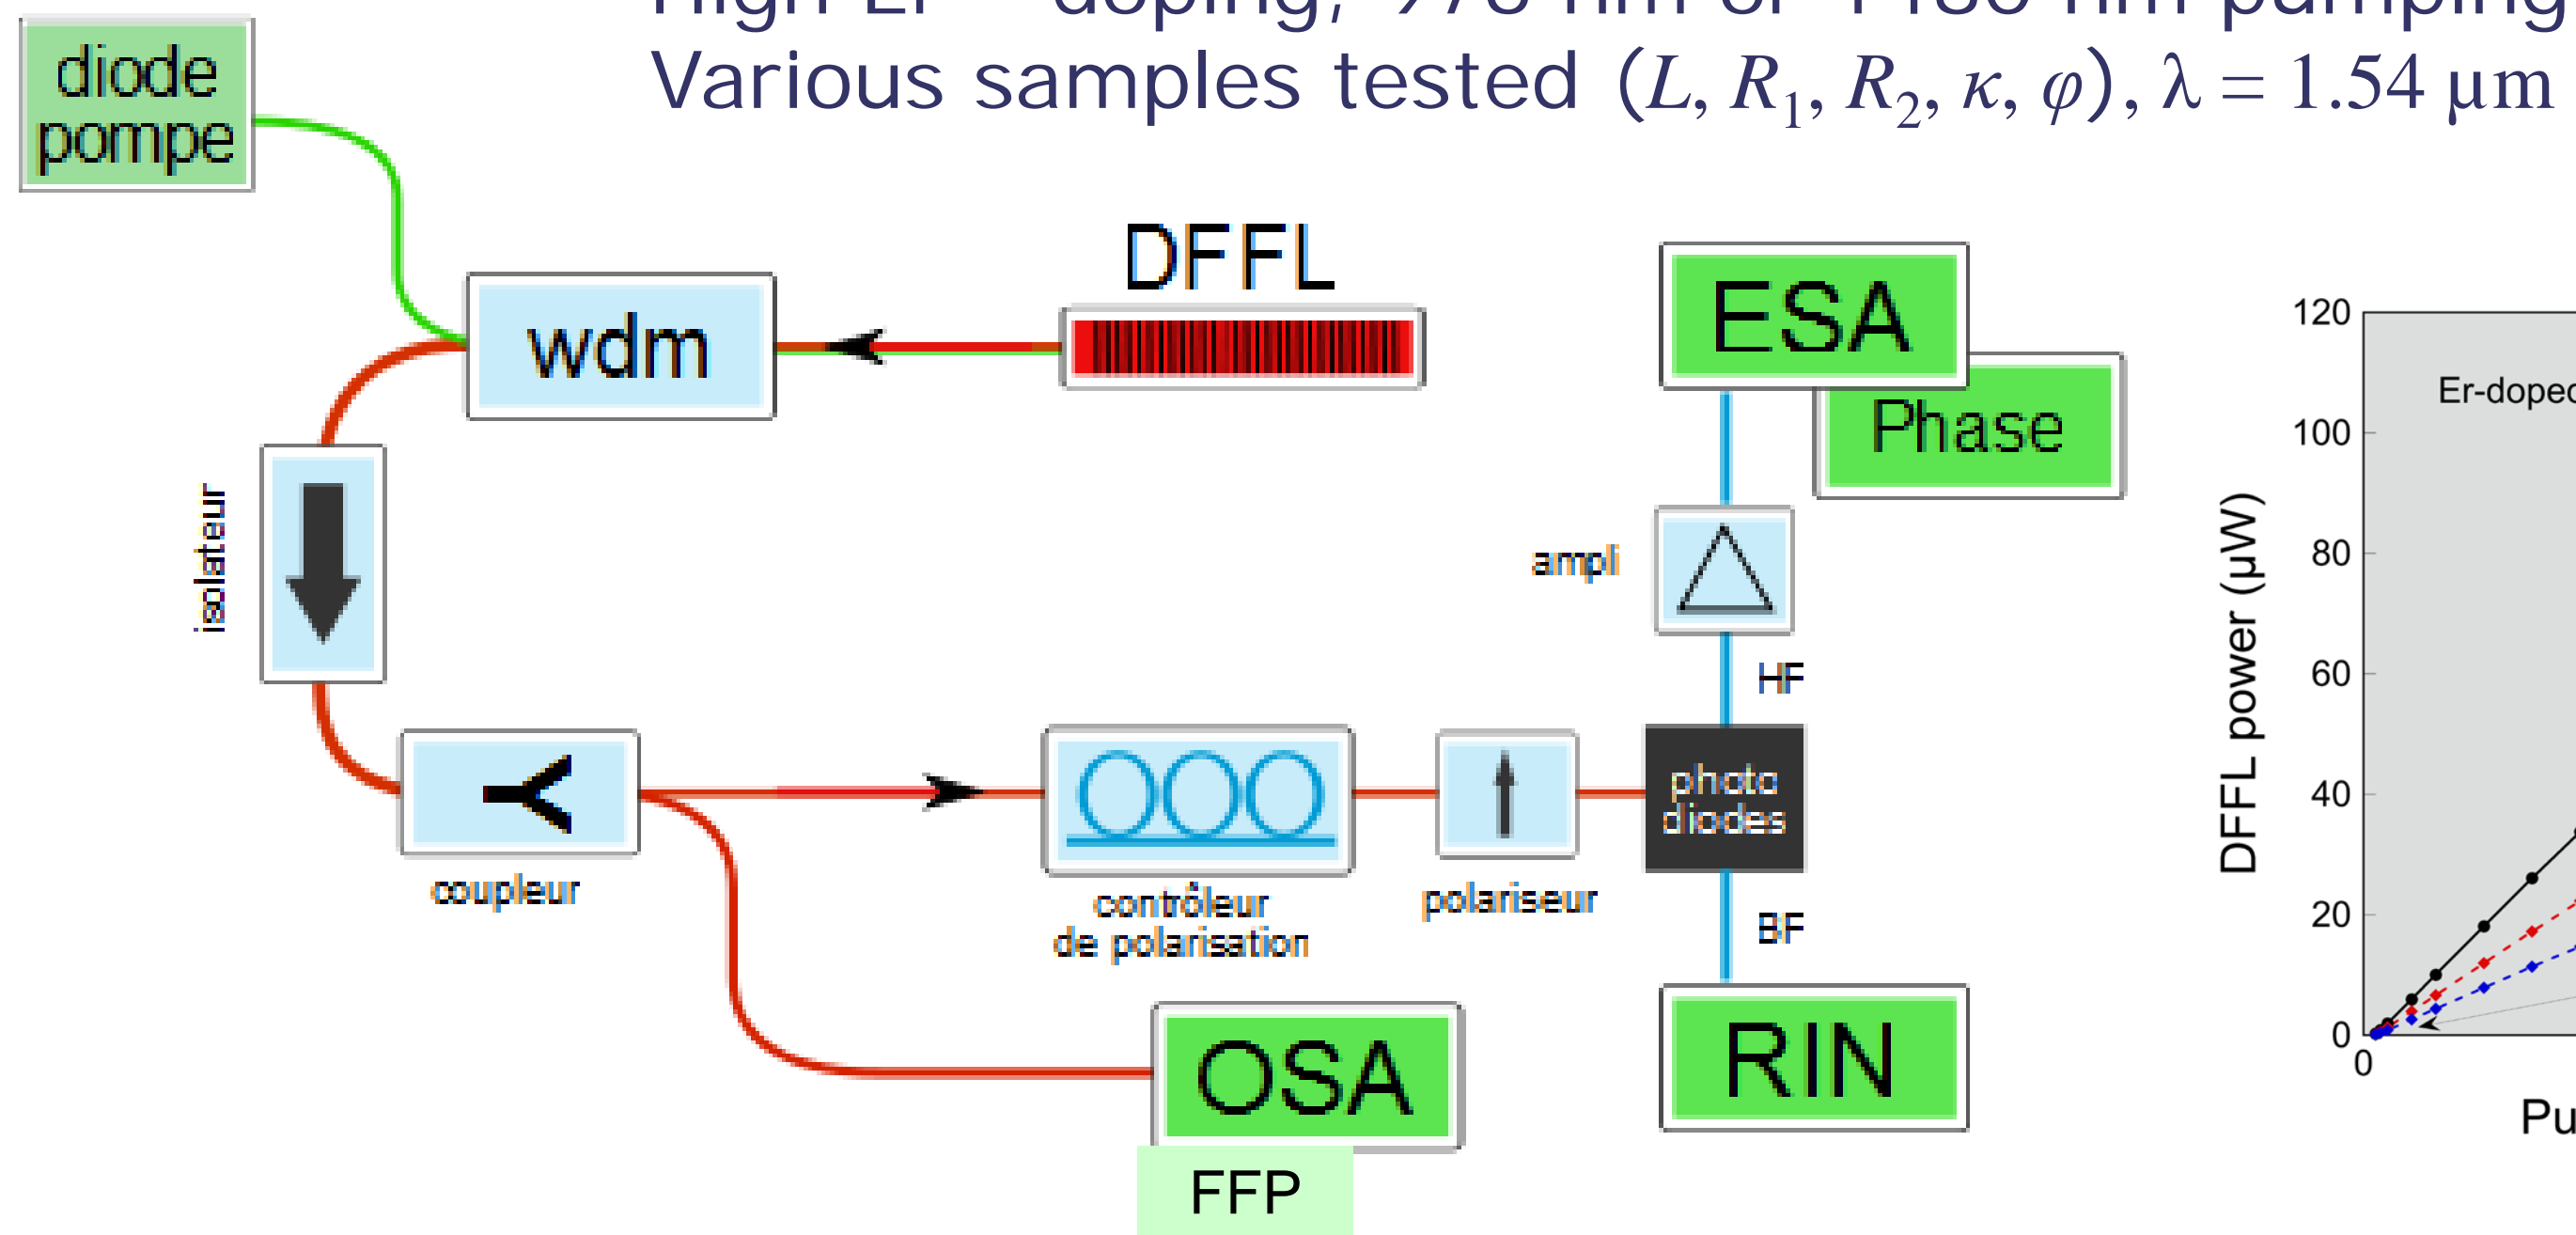 Various samples tested (L, R1, R2, κ, φ), λ = 1.54 µm
diode
pompe
DFFL
wdm
ESA
Phase
isolateur
ampli
HF
coupleur
contrôleur
de polarisation
polariseur
photo
diodes
BF
OSA
FFP
RIN
120
100
80
60
40
20
0
0
DFFL power (µW)